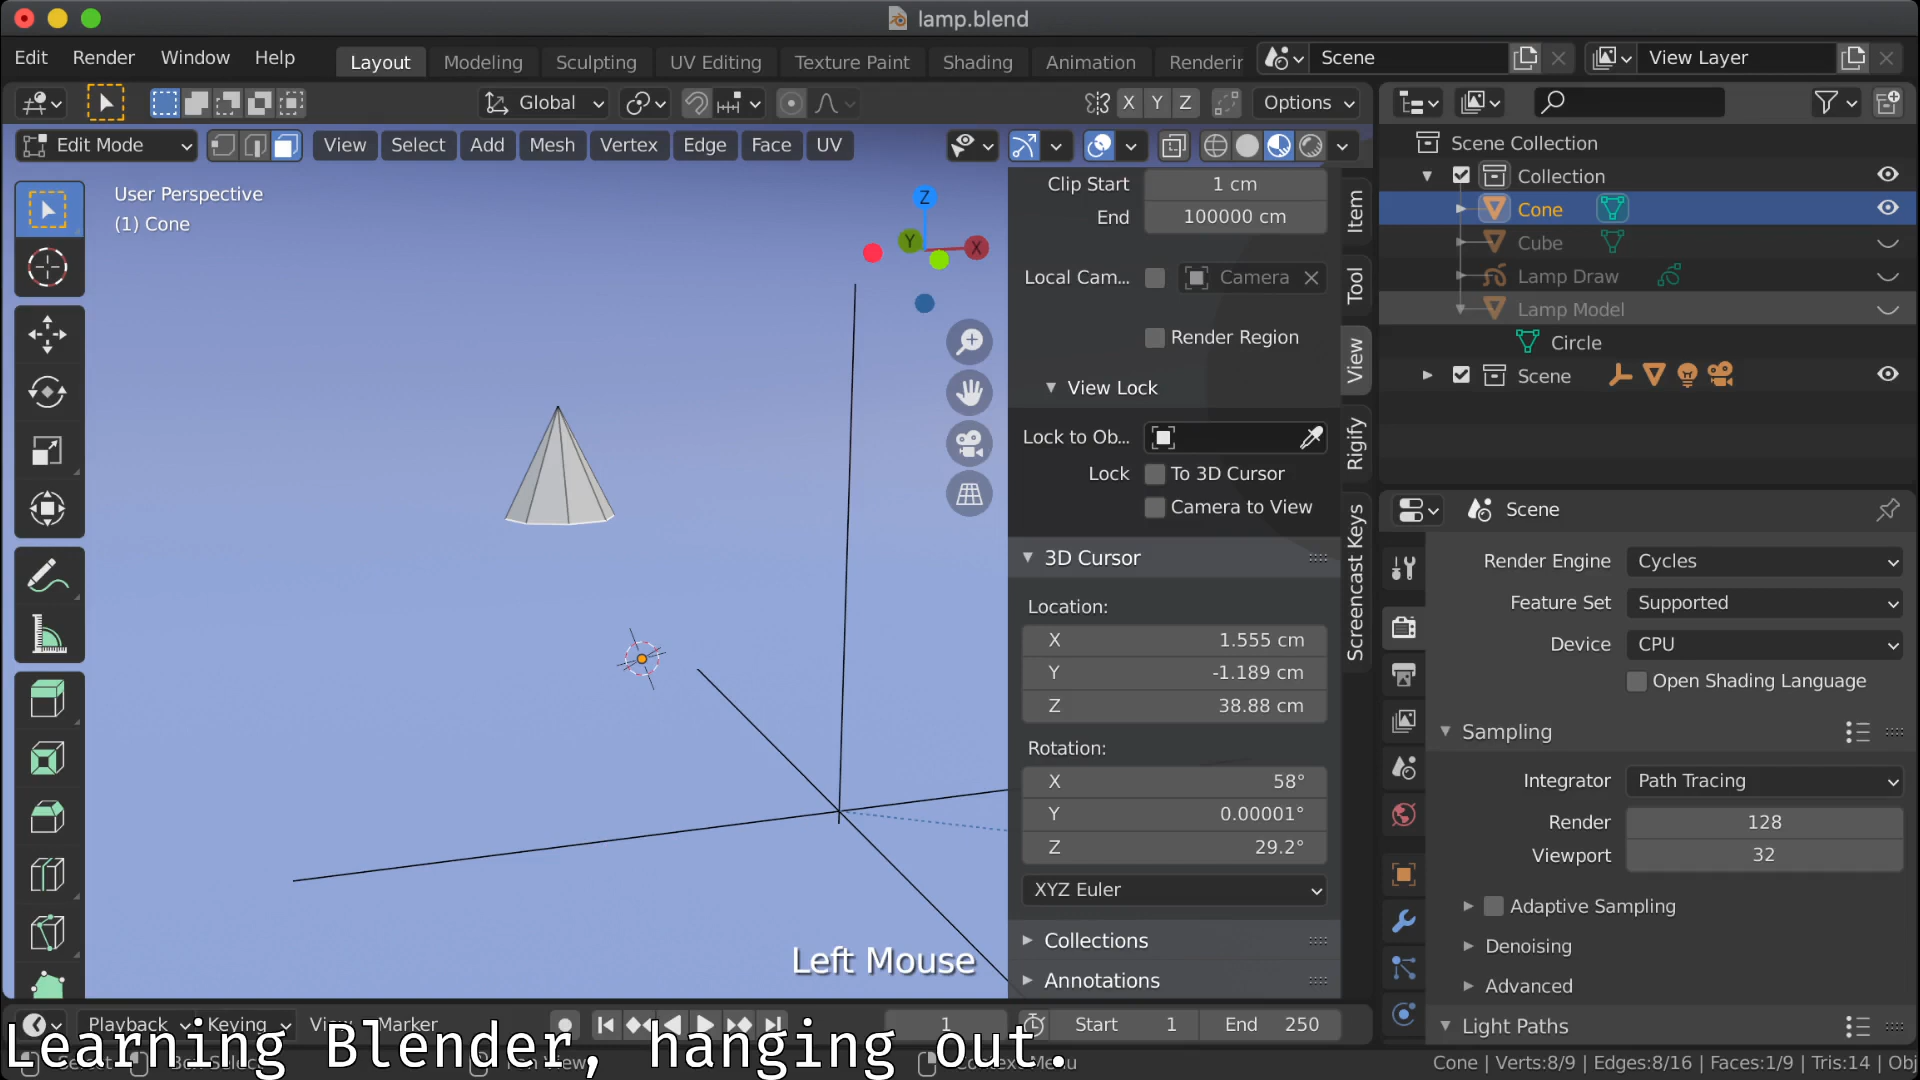 lamp.blend
Edit Render Window Help Layout Modeling Sculpting UV Editing Texture Paint Shading Animation Scene View Layer
Global X Y Z Options
Edit Mode View Select Add Mesh Vertex Edge Face UV
User Perspective
(1) Cone
Z
Y
X
Clip Start 1 cm
End 100000 cm
Local Cam... Camera
Render Region
View Lock
Lock to Ob...
Lock To 3D Cursor
Camera to View
3D Cursor
Location:
X 1.555 cm
Y -1.189 cm
Z 38.88 cm
Rotation:
X 58°
Y 0.00001°
Z 29.2°
XYZ Euler
Collections
Annotations
Item
Tool
View
Rigify
Screencast Keys
Scene Collection
Collection
Cone
Cube
Lamp Draw
Lamp Model
Circle
Scene
Scene
Render Engine Cycles
Feature Set Supported
Device CPU
Open Shading Language
Sampling
Integrator Path Tracing
Render 128
Viewport 32
Adaptive Sampling
Denoising
Advanced
Light Paths
Left Mouse
Playback Keying View Marker 1 Start 1 End 250
Learning Blender, hanging out.
Cone | Verts:8/9 | Edges:8/16 | Faces:1/9 | Tris:14 |